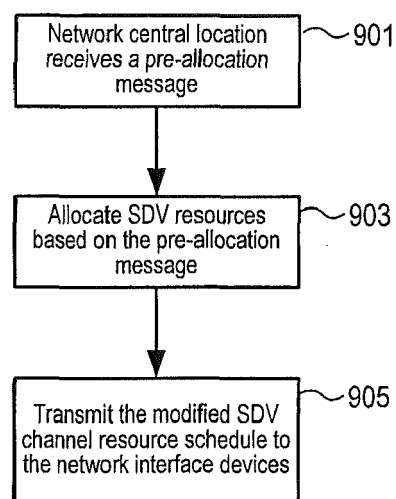 Network central location
receives a pre-allocation
message
901
Allocate SDV resources
based on the pre-allocation
message
903
Transmit the modified SDV
channel resource schedule to
the network interface devices
905